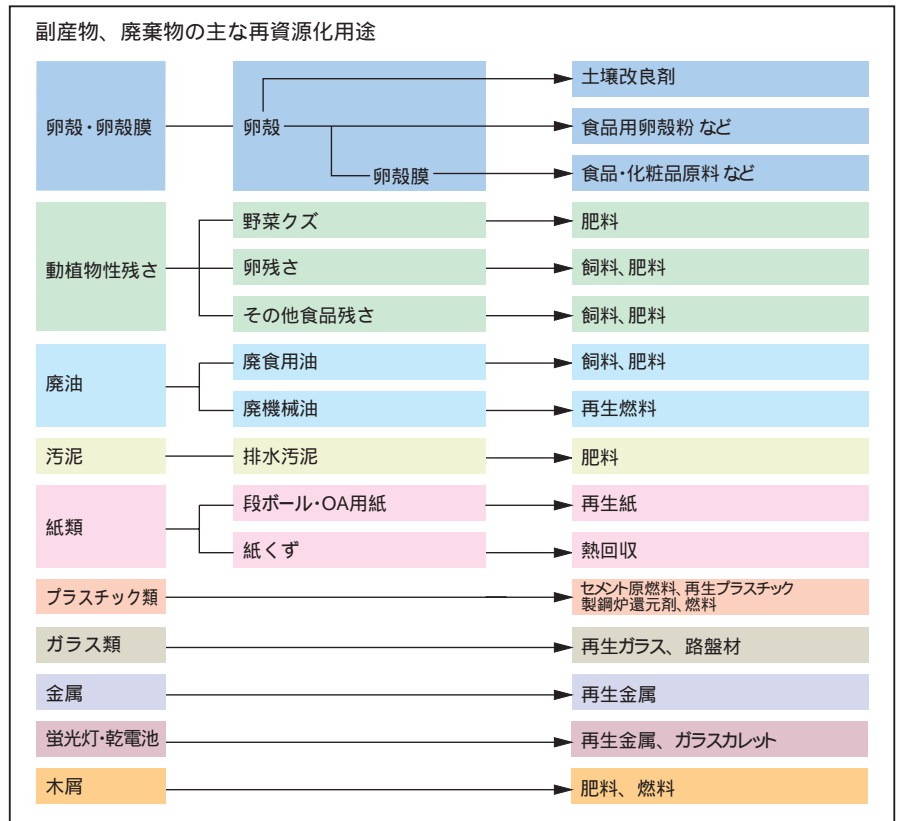 副産物、廃棄物の主な再資源化用途
卵殻・卵殻膜
卵殻
土壌改良剤
食品用卵殻粉 など
卵殻膜
食品・化粧品原料 など
動植物性残さ
野菜クズ
肥料
卵残さ
飼料、肥料
その他食品残さ
飼料、肥料
廃油
廃食用油
飼料、肥料
廃機械油
再生燃料
汚泥
排水汚泥
肥料
紙類
段ボール・OA用紙
再生紙
紙くず
熱回収
プラスチック類
セメント原燃料、再生プラスチック
製鋼炉還元剤、燃料
ガラス類
再生ガラス、路盤材
金属
再生金属
蛍光灯・乾電池
再生金属、ガラスカレット
木屑
肥料、燃料